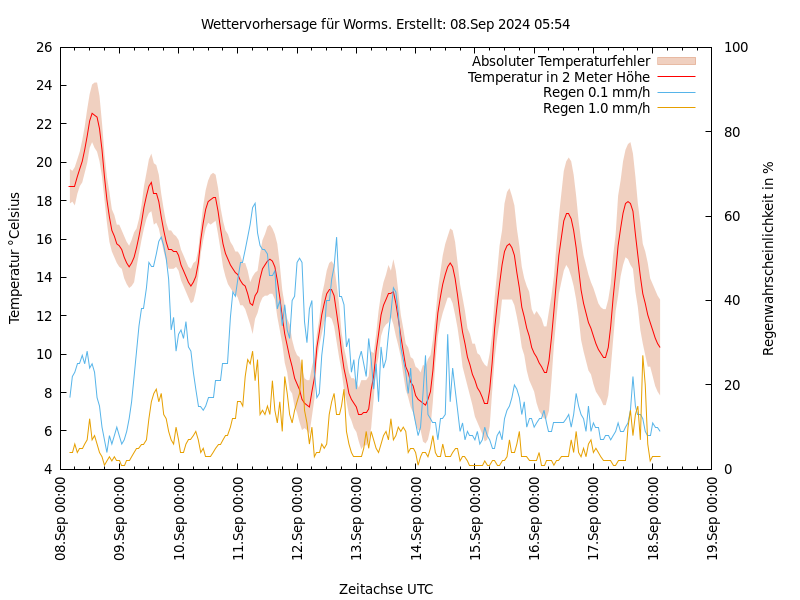 Wettervorhersage für Worms. Erstellt: 08.Sep 2024 05:54
Absoluter Temperaturfehler
Temperatur in 2 Meter Höhe
Regen 0.1 mm/h
Regen 1.0 mm/h
Temperatur °Celsius
26
24
22
20
18
16
14
12
10
8
6
4
Regenwahrscheinlichkeit in %
100
80
60
40
20
0
08.Sep 00:00
09.Sep 00:00
10.Sep 00:00
11.Sep 00:00
12.Sep 00:00
13.Sep 00:00
14.Sep 00:00
15.Sep 00:00
16.Sep 00:00
17.Sep 00:00
18.Sep 00:00
19.Sep 00:00
Zeitachse UTC